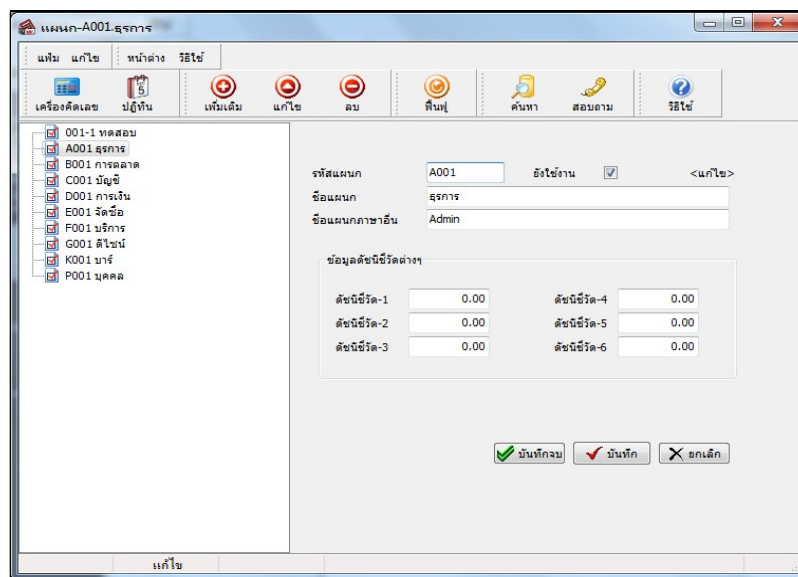 แผนก-A001.ธุรการ
แฟ้ม แก้ไข หน้าต่าง วิธีใช้
เครื่องคิดเลข ปฏิทิน เพิ่มเติม แก้ไข ลบ ฟื้นฟู ค้นหา สอบถาม วิธีใช้
001-1 ทดสอบ
A001 ธุรการ
B001 การตลาด
C001 บัญชี
D001 การเงิน
E001 จัดซื้อ
F001 บริการ
G001 ดีไซน์
K001 บาร์
P001 บุคคล
รหัสแผนก A001 ยังใช้งาน <แก้ไข>
ชื่อแผนก ธุรการ
ชื่อแผนกภาษาอื่น Admin
ข้อมูลดัชนีชี้วัดต่างๆ
ดัชนีชี้วัด-1 0.00 ดัชนีชี้วัด-4 0.00
ดัชนีชี้วัด-2 0.00 ดัชนีชี้วัด-5 0.00
ดัชนีชี้วัด-3 0.00 ดัชนีชี้วัด-6 0.00
บันทึกจบ บันทึก ยกเลิก
แก้ไข